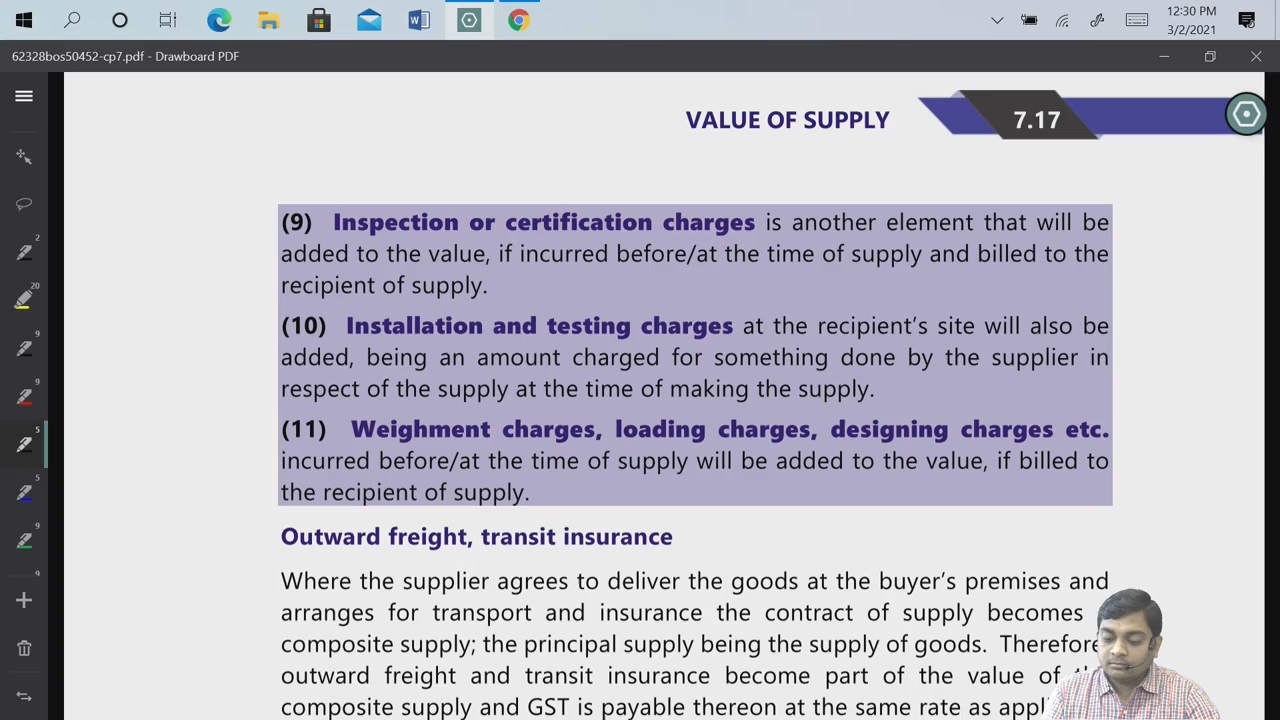 12:30 PM
3/2/2021
62328bos50452-cp7.pdf - Drawboard PDF
VALUE OF SUPPLY
7.17
2
20
9
9
5
5
9
9
(9) Inspection or certification charges is another element that will be
added to the value, if incurred before/at the time of supply and billed to the
recipient of supply.
(10) Installation and testing charges at the recipient's site will also be
added, being an amount charged for something done by the supplier in
respect of the supply at the time of making the supply.
(11) Weighment charges, loading charges, designing charges etc.
incurred before/at the time of supply will be added to the value, if billed to
the recipient of supply.
Outward freight, transit insurance
Where the supplier agrees to deliver the goods at the buyer's premises and
arranges for transport and insurance the contract of supply becomes
composite supply; the principal supply being the supply of goods. Therefore
outward freight and transit insurance become part of the value of
composite supply and GST is payable thereon at the same rate as